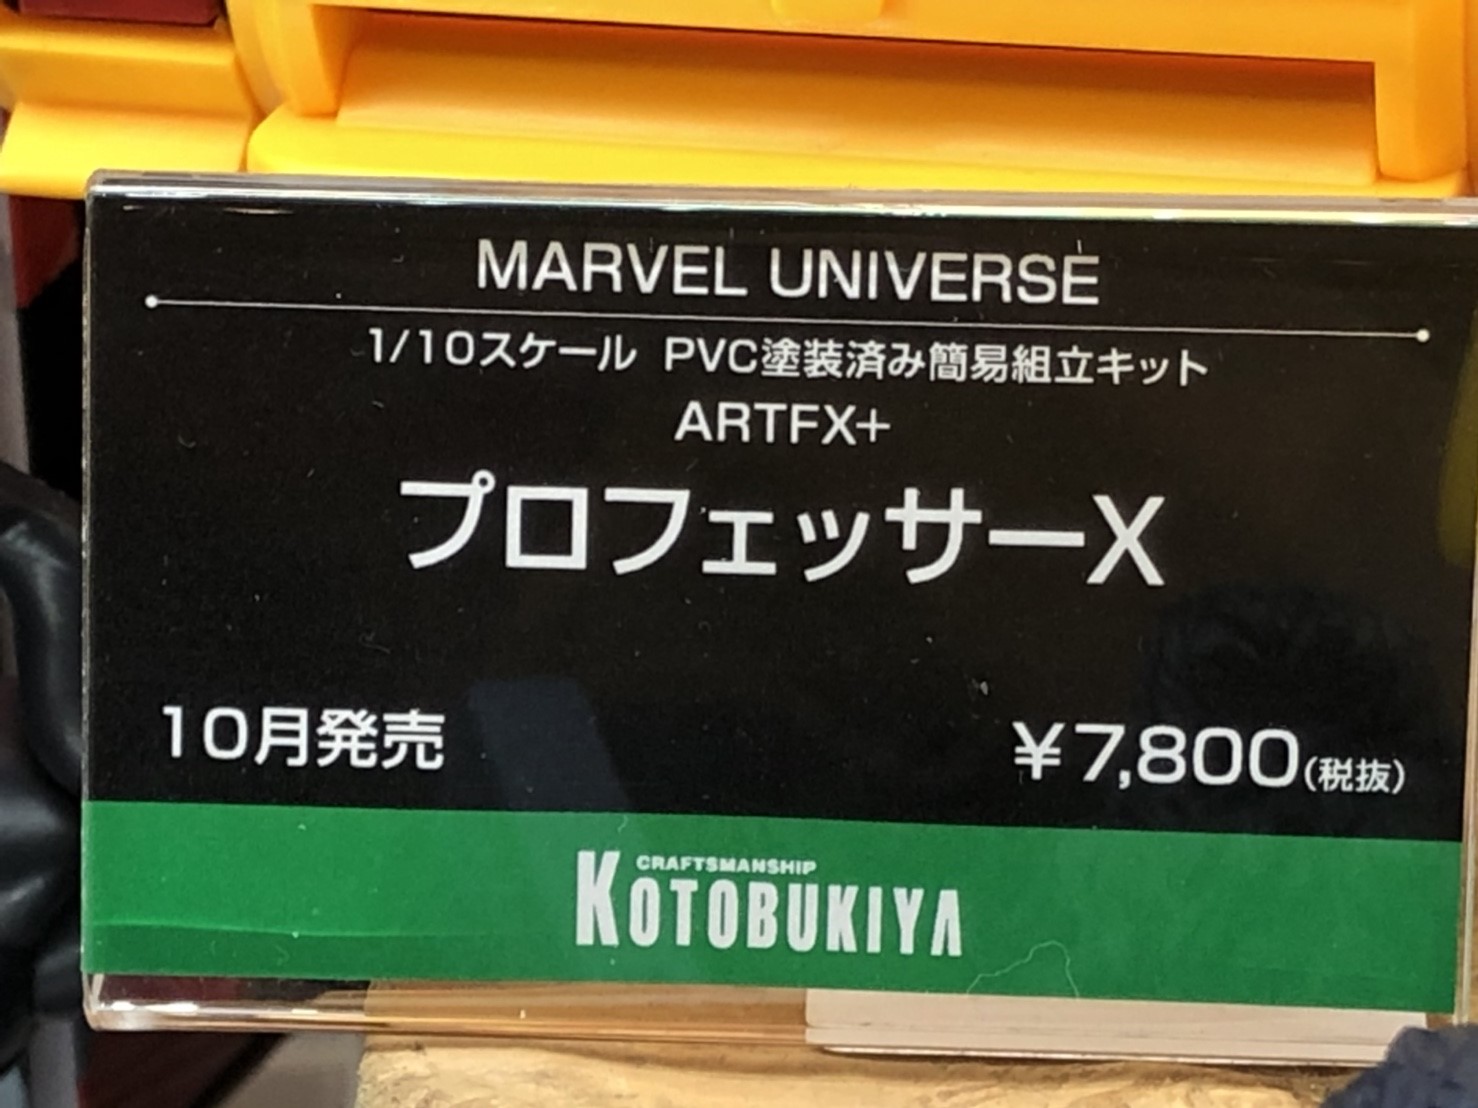 MARVEL UNIVERSE
1/10スケール PVC塗装済み簡易組立キット
ARTFX+
プロフェッサーX
10月発売
¥7,800(税抜)
CRAFTSMANSHIP
KOTOBUKIYA